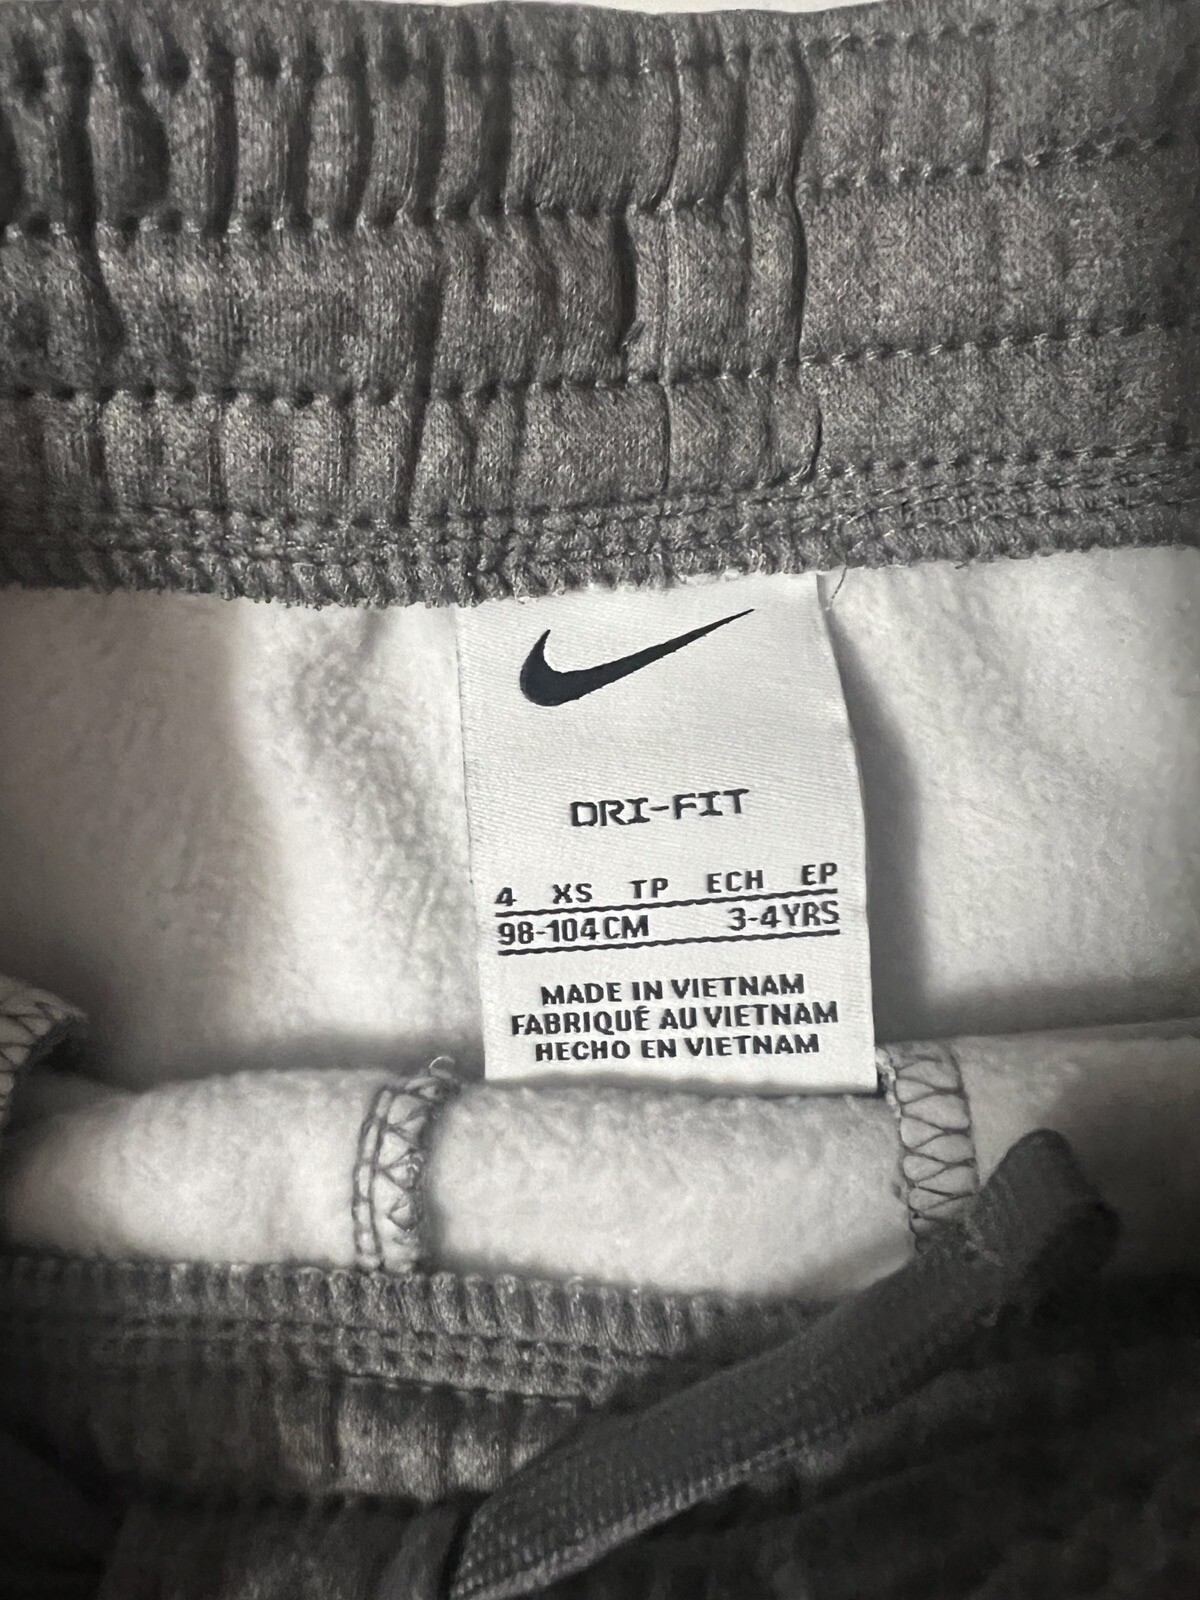 DRI-FIT
4 XS TP ECH EP
98-104CM 3-4YRS
MADE IN VIETNAM
FABRIQUÉ AU VIETNAM
HECHO EN VIETNAM